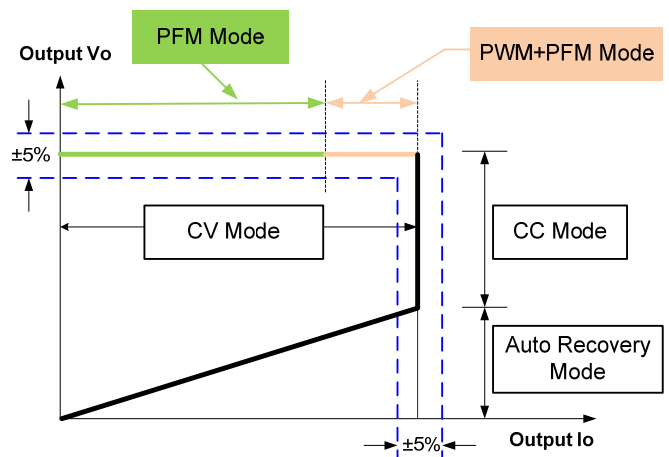 PFM Mode
Output Vo
PWM+PFM Mode
±5%
CV Mode
CC Mode
Auto Recovery
Mode
±5%
Output Io